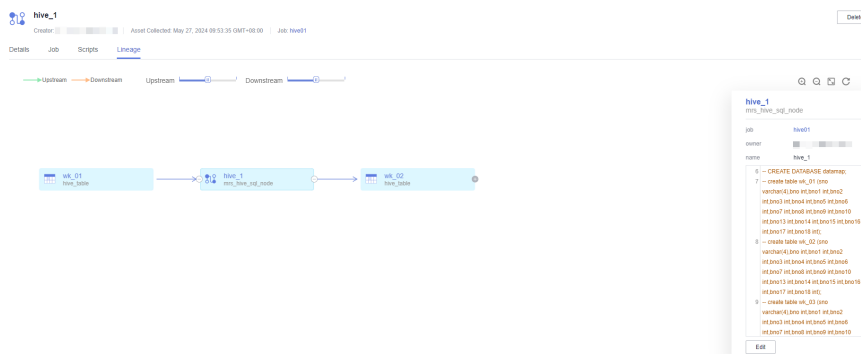 hive_1
Delete
Creator: Asset Collected: May 27, 2024 09:53:35 GMT+08:00 Job: hive01
Details Job Scripts Lineage
Upstream Downstream Upstream Downstream
hive_1
mrs_hive_sql_node
job hive01
owner
name hive_1
wk_01
hive_table
hive_1
mrs_hive_sql_node
wk_02
hive_table
6 -- CREATE DATABASE datamap;
7 -- create table wk_01 (sno
varchar(4),bno int,bno1 int,bno2
int,bno3 int,bno4 int,bno5 int,bno6
int,bno7 int,bno8 int,bno9 int,bno10
int,bno13 int,bno14 int,bno15 int,bno16
int,bno17 int,bno18 int);
8 -- create table wk_02 (sno
varchar(4),bno int,bno1 int,bno2
int,bno3 int,bno4 int,bno5 int,bno6
int,bno7 int,bno8 int,bno9 int,bno10
int,bno13 int,bno14 int,bno15 int,bno16
int,bno17 int,bno18 int);
9 -- create table wk_03 (sno
varchar(4),bno int,bno1 int,bno2
int,bno3 int,bno4 int,bno5 int,bno6
int,bno7 int,bno8 int,bno9 int,bno10
Edit